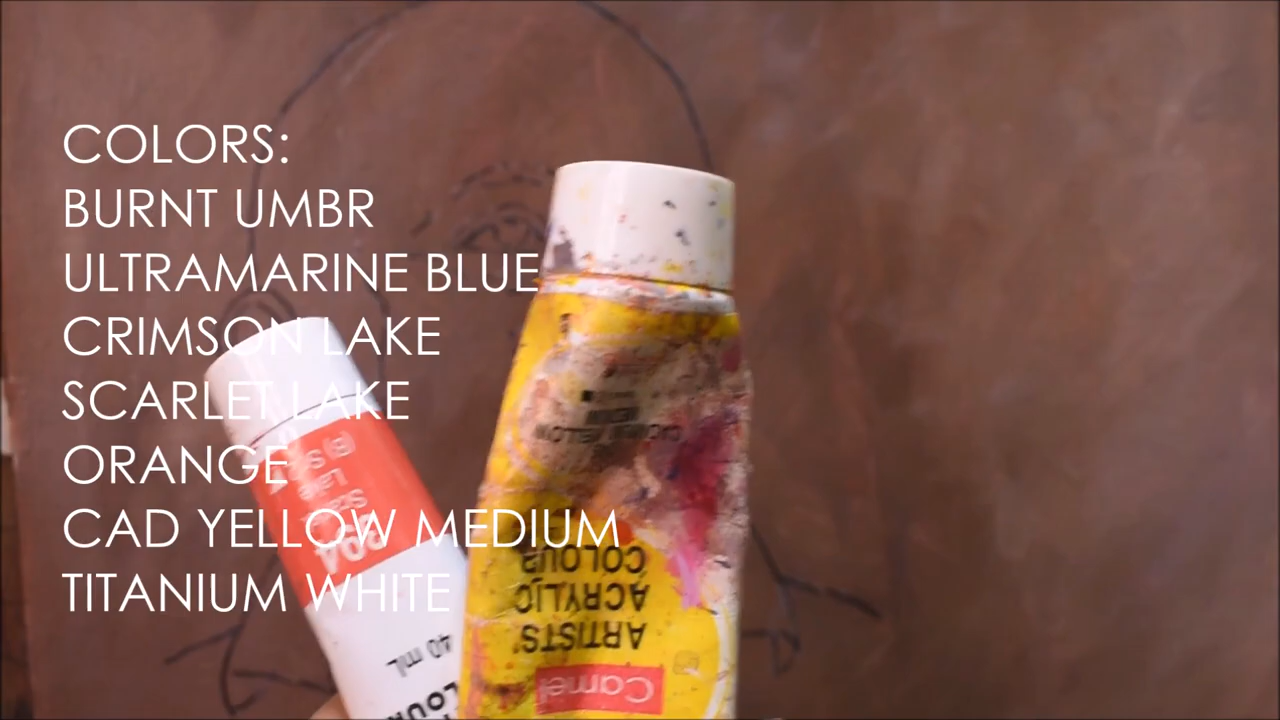 COLORS:
BURNT UMBR
ULTRAMARINE BLUE
CRIMSON LAKE
SCARLET LAKE
ORANGE
CAD YELLOW MEDIUM
TITANIUM WHITE
40 mL
Camel
ARTISTS'
ACRYLIC
COLOUR